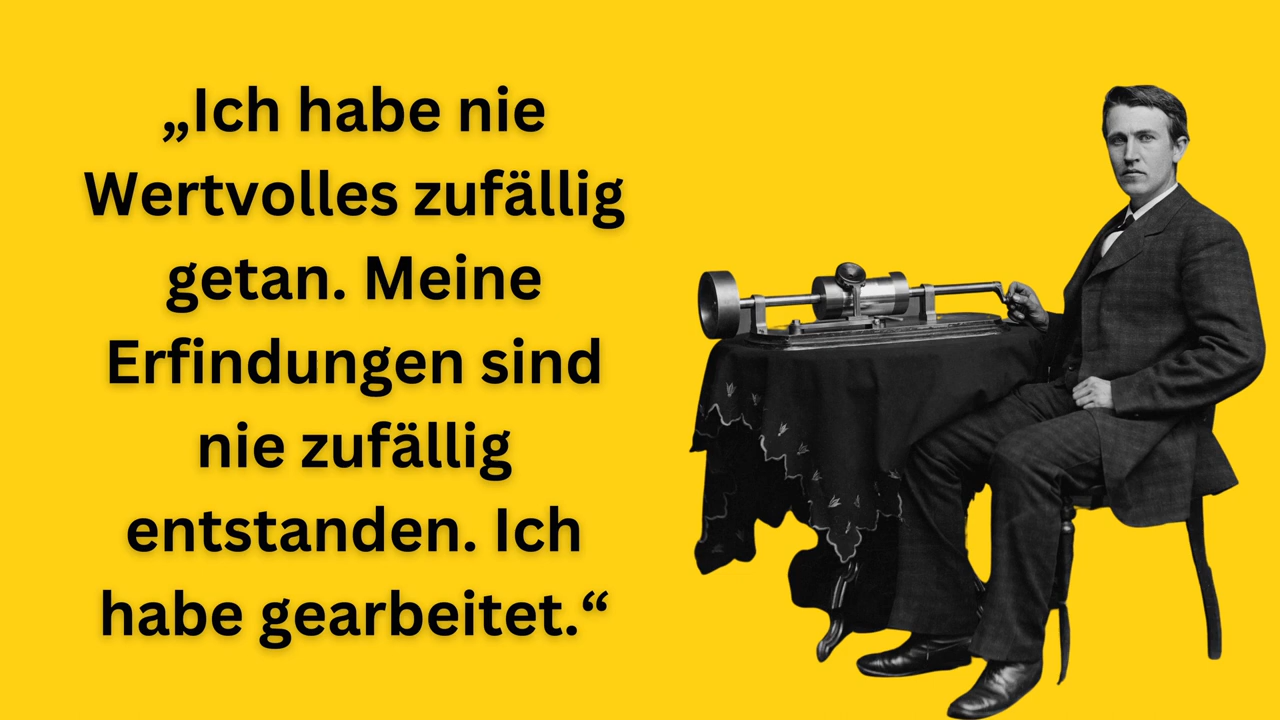 „Ich habe nie
Wertvolles zufällig
getan. Meine
Erfindungen sind
nie zufällig
entstanden. Ich
habe gearbeitet.“